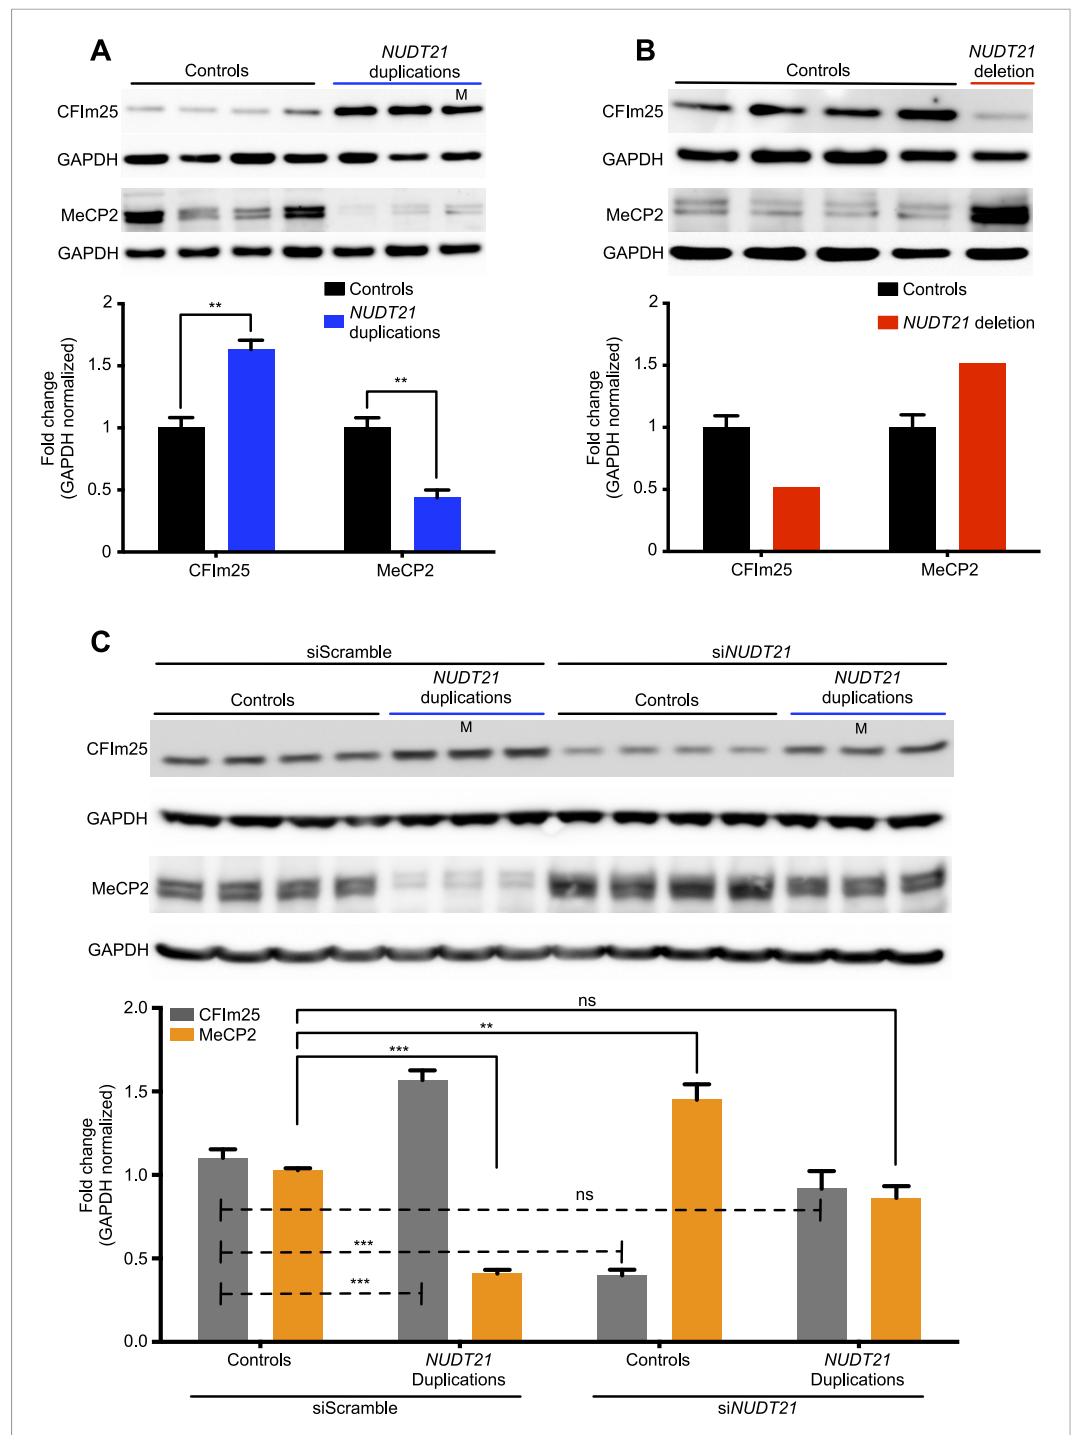 A
Controls
NUDT21
duplications
M
CFIm25
GAPDH
MeCP2
GAPDH
Controls
NUDT21
duplications
**
**
2
1.5
1
0.5
0
Fold change
(GAPDH normalized)
CFIm25
MeCP2
B
Controls
NUDT21
deletion
CFIm25
GAPDH
MeCP2
GAPDH
Controls
NUDT21 deletion
2
1.5
1
0.5
0
Fold change
(GAPDH normalized)
CFIm25
MeCP2
C
siScramble
siNUDT21
Controls
NUDT21
duplications
Controls
NUDT21
duplications
M
M
CFIm25
GAPDH
MeCP2
GAPDH
CFIm25
MeCP2
ns
**
***
ns
***
***
2.0
1.5
1.0
0.5
0.0
Fold change
(GAPDH normalized)
Controls
NUDT21
Duplications
Controls
NUDT21
Duplications
siScramble
siNUDT21